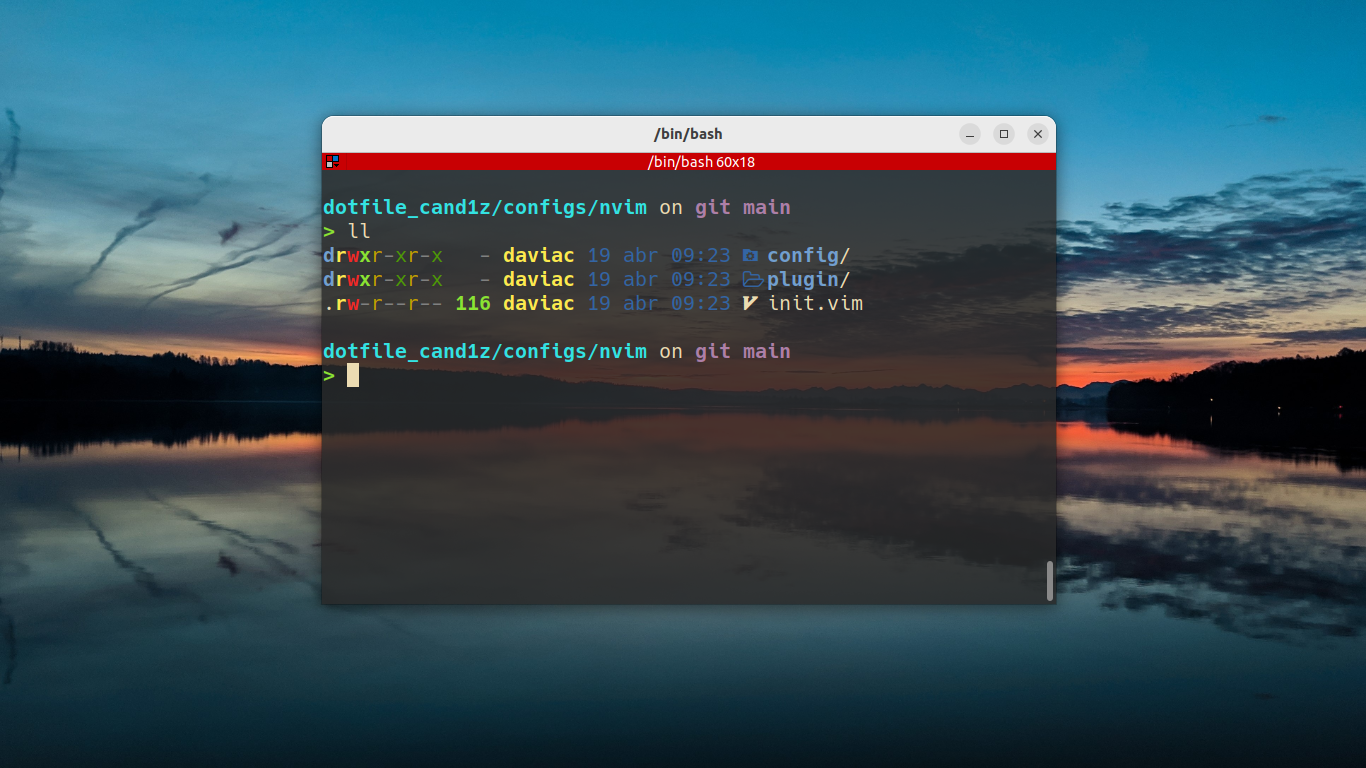 /bin/bash
/bin/bash 60x18
dotfile_cand1z/configs/nvim on git main
> ll
drwxr-xr-x - daviac 19 abr 09:23 config/
drwxr-xr-x - daviac 19 abr 09:23 plugin/
.rw-r--r-- 116 daviac 19 abr 09:23 init.vim
dotfile_cand1z/configs/nvim on git main
>